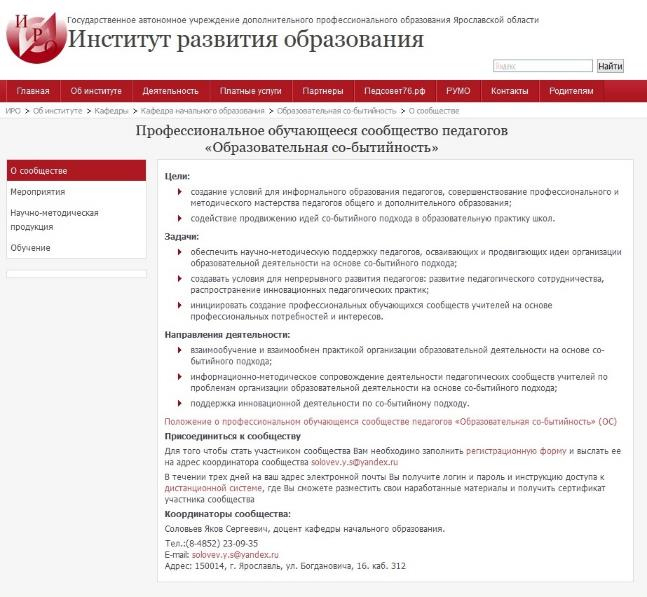 И Р О
Государственное автономное учреждение дополнительного профессионального образования Ярославской области
Институт развития образования
Яндекс Найти
Главная Об институте Деятельность Платные услуги Партнеры Педсовет76.рф РУМО Контакты Родителям
ИРО > Об институте > Кафедры > Кафедра начального образования > Образовательная со-бытийность > О сообществе
Профессиональное обучающееся сообщество педагогов
«Образовательная со-бытийность»
О сообществе
Мероприятия
Научно-методическая
продукция
Обучение
Цели:
создание условий для информального образования педагогов, совершенствование профессионального и
методического мастерства педагогов общего и дополнительного образования;
содействие продвижению идей со-бытийного подхода в образовательную практику школ.
Задачи:
обеспечить научно-методическую поддержку педагогов, осваивающих и продвигающих идеи организации
образовательной деятельности на основе со-бытийного подхода;
создавать условия для непрерывного развития педагогов: развитие педагогического сотрудничества,
распространение инновационных педагогических практик;
инициировать создание профессиональных обучающихся сообществ учителей на основе
профессиональных потребностей и интересов.
Направления деятельности:
взаимообучение и взаимообмен практикой организации образовательной деятельности на основе со-
бытийного подхода;
информационно-методическое сопровождение деятельности педагогических сообществ учителей по
проблемам организации образовательной деятельности на основе со-бытийного подхода;
поддержка инновационной деятельности по со-бытийному подходу.
Положение о профессиональном обучающемся сообществе педагогов «Образовательная со-бытийность» (ОС)
Присоединиться к сообществу
Для того чтобы стать участником сообщества Вам необходимо заполнить регистрационную форму и выслать ее
на адрес координатора сообщества solovev.y.s@yandex.ru
В течении трех дней на ваш адрес электронной почты Вы получите логин и пароль и инструкцию доступа к
дистанционной системе, где Вы сможете разместить свои наработанные материалы и получить сертификат
участника сообщества
Координаторы сообщества:
Соловьев Яков Сергеевич, доцент кафедры начального образования.
Тел.:(8-4852) 23-09-35
E-mail: solovev.y.s@yandex.ru
Адрес: 150014, г. Ярославль, ул. Богдановича, 16. каб. 312